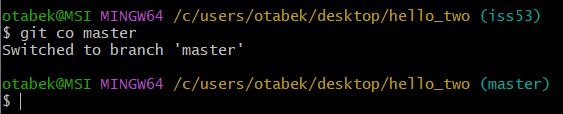 otabek@MSI MINGW64 /c/users/otabek/desktop/hello_two (iss53)
$ git co master
Switched to branch 'master'
otabek@MSI MINGW64 /c/users/otabek/desktop/hello_two (master)
$